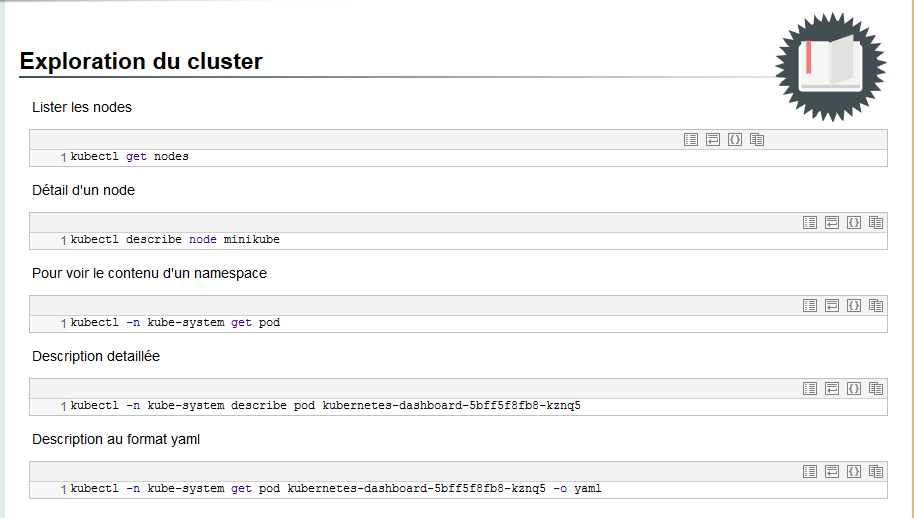 Exploration du cluster
Lister les nodes
1 kubectl get nodes
Détail d'un node
1 kubectl describe node minikube
Pour voir le contenu d'un namespace
1 kubectl -n kube-system get pod
Description detaillée
1 kubectl -n kube-system describe pod kubernetes-dashboard-5bff5f8fb8-kznq5
Description au format yaml
1 kubectl -n kube-system get pod kubernetes-dashboard-5bff5f8fb8-kznq5 -o yaml